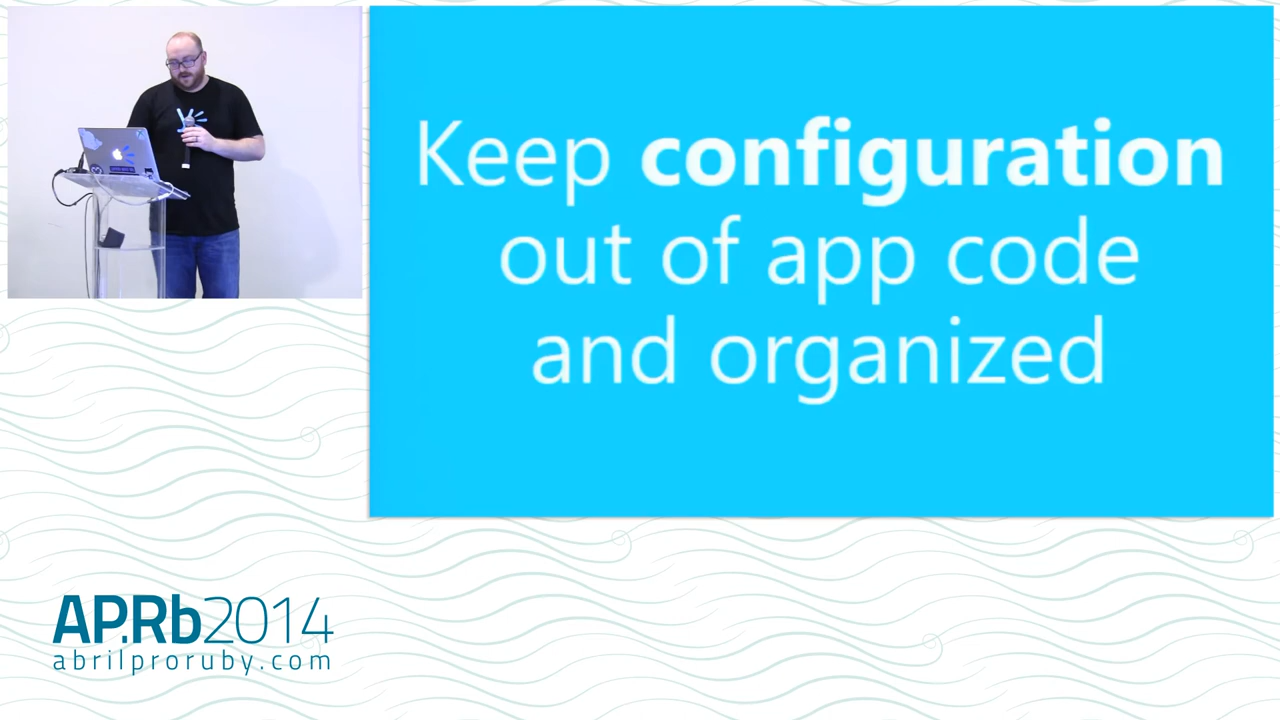 Keep configuration
out of app code
and organized
AP.Rb2014
abrilproruby.com